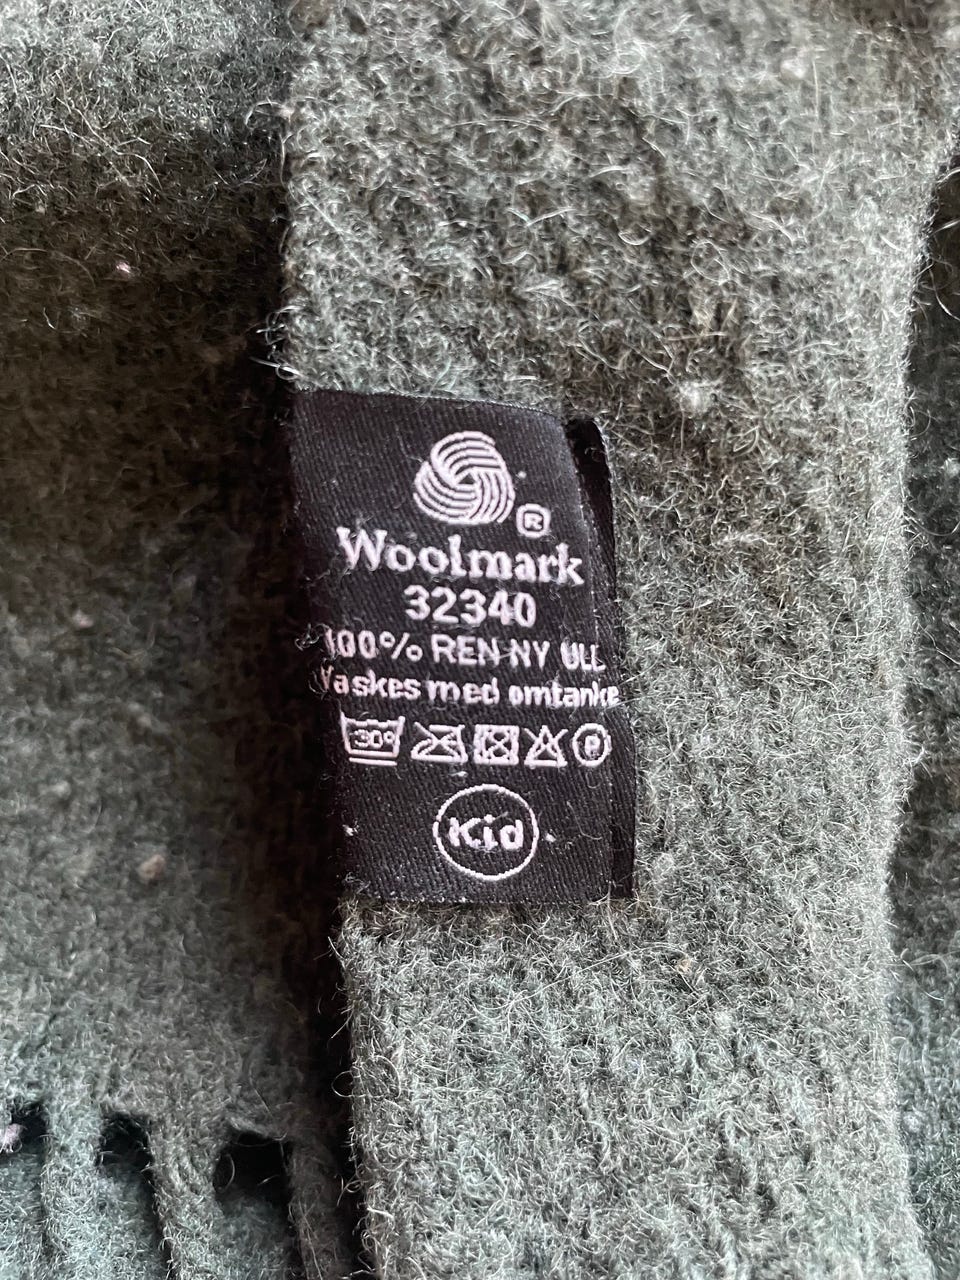 ®
Woolmark
32340
100% REN NY ULL
Vaskes med omtanke
30° P
Kid